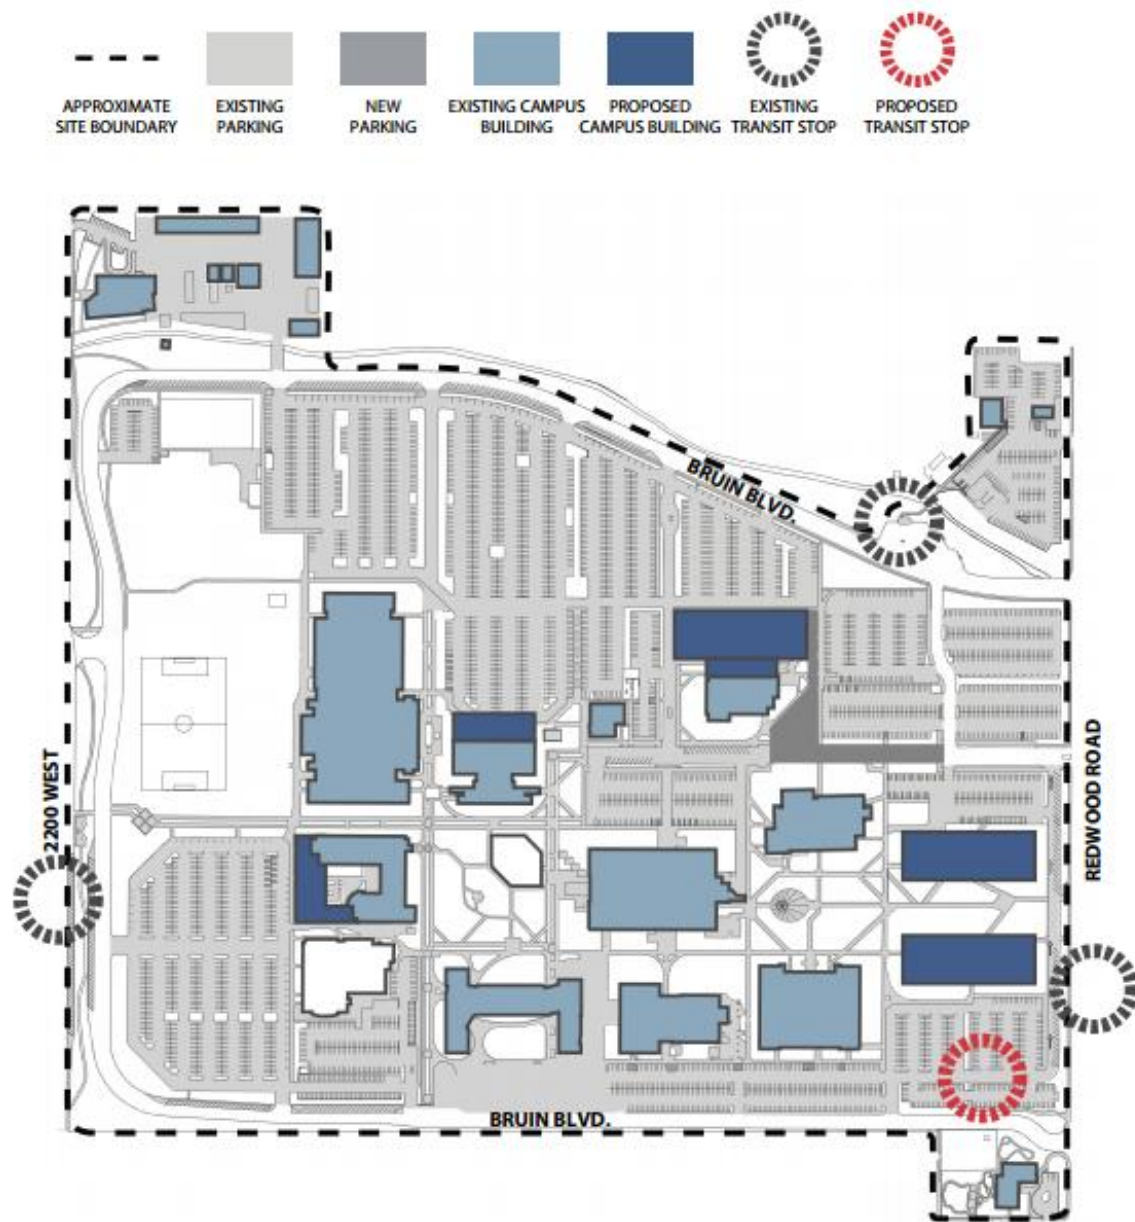 APPROXIMATE
SITE BOUNDARY
EXISTING
PARKING
NEW
PARKING
EXISTING CAMPUS
BUILDING
PROPOSED
CAMPUS BUILDING
EXISTING
TRANSIT STOP
PROPOSED
TRANSIT STOP
BRUIN BLVD.
2200 WEST
REDWOOD ROAD
BRUIN BLVD.